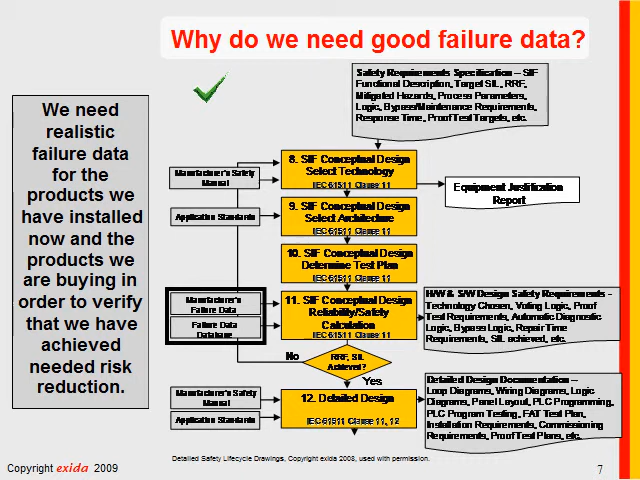 Why do we need good failure data?
We need
realistic
failure data
for the
products we
have installed
now and the
products we
are buying in
order to verify
that we have
achieved
needed risk
reduction.
Safety Requirements Specification – SIF
Functional Description, Target SIL, RRF,
Mitigated Hazards, Process Parameters,
Logic, Bypass/Maintenance Requirements,
Response Time, Proof Test Targets, etc.
Manufacturer's Safety
Manual
8. SIF Conceptual Design
Select Technology
IEC 61511 Clause 11
Equipment Justification
Report
Application Standards
9. SIF Conceptual Design
Select Architecture
IEC 61511 Clause 11
10. SIF Conceptual Design
Determine Test Plan
IEC 61511 Clause 11
Manufacturer's
Failure Data
Failure Data
Database
11. SIF Conceptual Design
Reliability/Safety
Calculation
IEC 61511 Clause 11
H/W & S/W Design Safety Requirements -
Technology Chosen, Voting Logic, Proof
Test Requirements, Automatic Diagnostic
Logic, Bypass Logic, Repair Time
Requirements, SIL achieved, etc.
No
RRF, SIL
Achieved?
Yes
Manufacturer's Safety
Manual
Application Standards
12. Detailed Design
IEC 61511 Clause 11, 12
Detailed Design Documentation –
Loop Diagrams, Wiring Diagrams, Logic
Diagrams, Panel Layout, PLC Programming,
PLC Program Testing, FAT Test Plan,
Installation Requirements, Commissioning
Requirements, Proof Test Plans, etc.
Detailed Safety Lifecycle Drawings, Copyright exida 2008, used with permission.
Copyright exida 2009
7